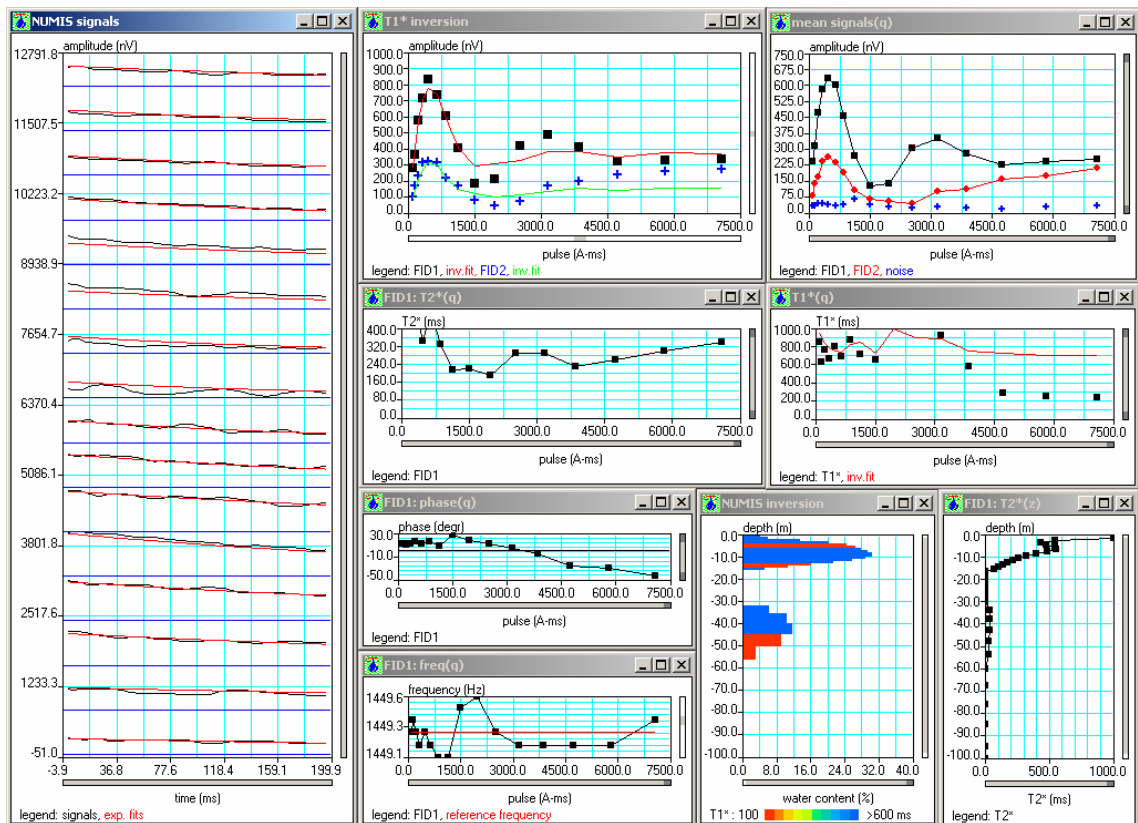 NUMIS signals
amplitude (nV)
12791.8
11507.5
10223.2
8938.9
7654.7
6370.4
5086.1
3801.8
2517.6
1233.3
-51.0
-3.9 36.8 77.6 118.4 159.1 199.9
time (ms)
legend: signals, exp. fits
T1* inversion
amplitude (nV)
1000.0
900.0
800.0
700.0
600.0
500.0
400.0
300.0
200.0
100.0
0.0
0.0 1500.0 3000.0 4500.0 6000.0 7500.0
pulse (A-ms)
legend: FID1, inv.fit, FID2, inv.fit
mean signals(q)
amplitude (nV)
750.0
675.0
600.0
525.0
450.0
375.0
300.0
225.0
150.0
75.0
0.0
0.0 1500.0 3000.0 4500.0 6000.0 7500.0
pulse (A-ms)
legend: FID1, FID2, noise
FID1: T2*(q)
T2* (ms)
400.0
320.0
240.0
160.0
80.0
0.0
0.0 1500.0 3000.0 4500.0 6000.0 7500.0
pulse (A-ms)
legend: FID1
T1*(q)
T1* (ms)
1000.0
800.0
600.0
400.0
200.0
0.0
0.0 1500.0 3000.0 4500.0 6000.0 7500.0
pulse (A-ms)
legend: T1*, inv.fit
FID1: phase(q)
phase (degr)
30.0
-10.0
-50.0
0.0 1500.0 3000.0 4500.0 6000.0 7500.0
pulse (A-ms)
legend: FID1
FID1: freq(q)
frequency (Hz)
1449.6
1449.3
1449.1
0.0 1500.0 3000.0 4500.0 6000.0 7500.0
pulse (A-ms)
legend: FID1, reference frequency
NUMIS inversion
depth (m)
0.0
-10.0
-20.0
-30.0
-40.0
-50.0
-60.0
-70.0
-80.0
-90.0
-100.0
0.0 8.0 16.0 24.0 32.0 40.0
water content (%)
T1* : 100 >600 ms
FID1: T2*(z)
depth (m)
0.0
-10.0
-20.0
-30.0
-40.0
-50.0
-60.0
-70.0
-80.0
-90.0
-100.0
0.0 500.0 1000.0
T2* (ms)
legend: T2*